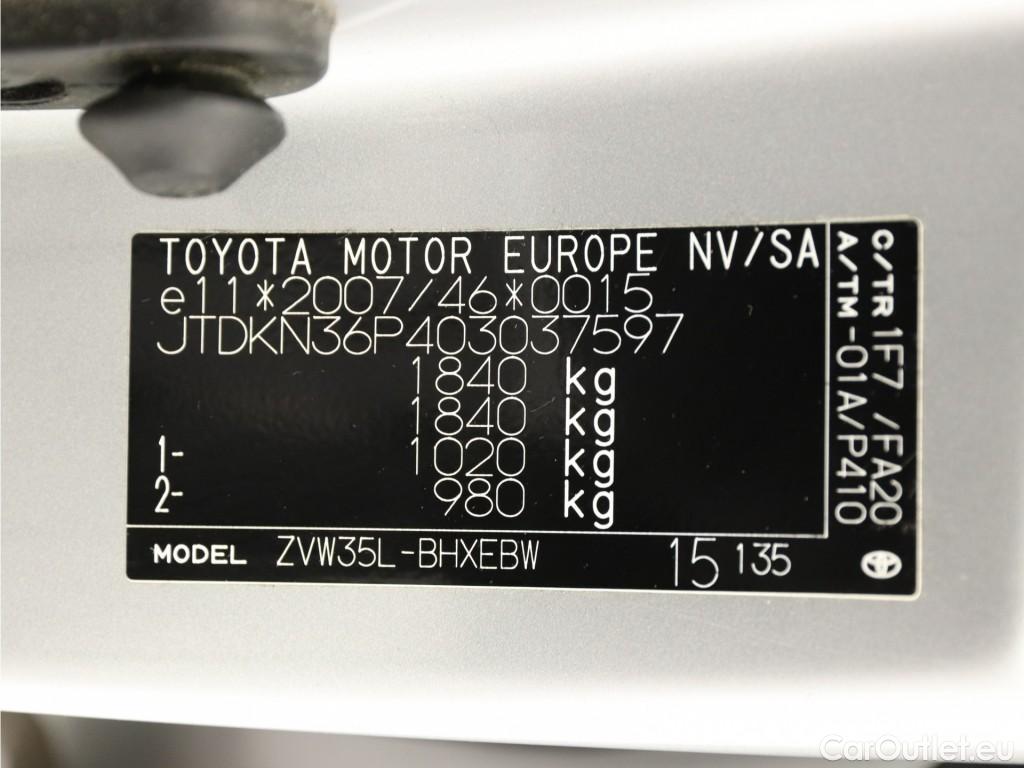 TOYOTA MOTOR EUROPE NV/SA
e11*2007/46*0015
JTDKN36P403037597
1840 kg
1840 kg
1- 1020 kg
2- 980 kg
MODEL ZVW35L-BHXEBW 15 135
C/TR 1F7 /FA20
A/TM-01A/P410
CarOutlet.eu